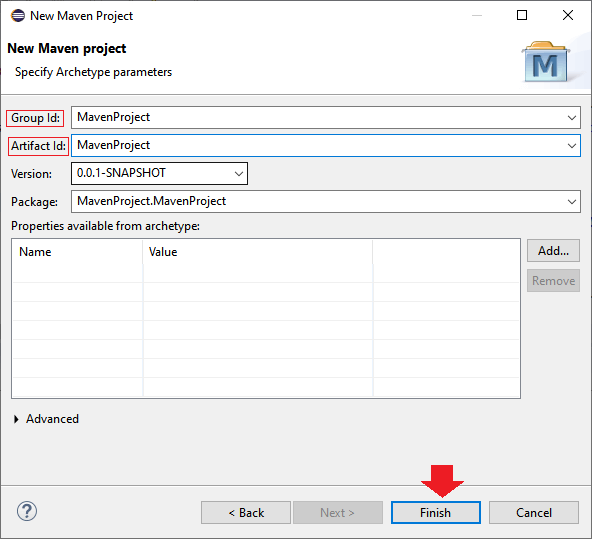 New Maven Project
New Maven project
Specify Archetype parameters
M
Group Id: MavenProject
Artifact Id: MavenProject
Version: 0.0.1-SNAPSHOT
Package: MavenProject.MavenProject
Properties available from archetype:
Name Value
Add...
Remove
Advanced
? < Back Next > Finish Cancel